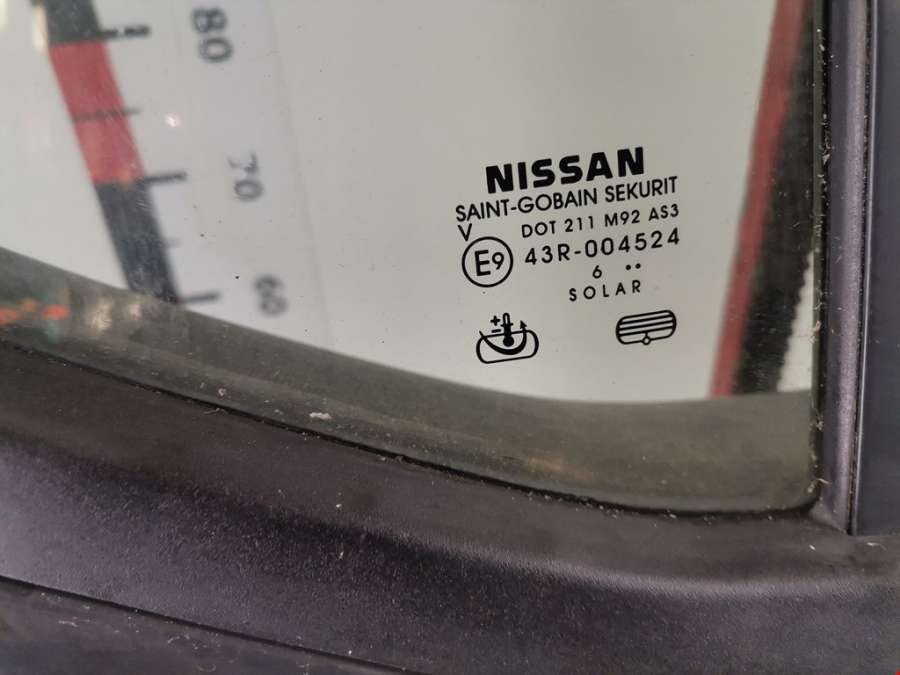 80
70
60
NISSAN
SAINT-GOBAIN SEKURIT
V DOT 211 M92 AS3
E9 43R-004524
6 ••
SOLAR